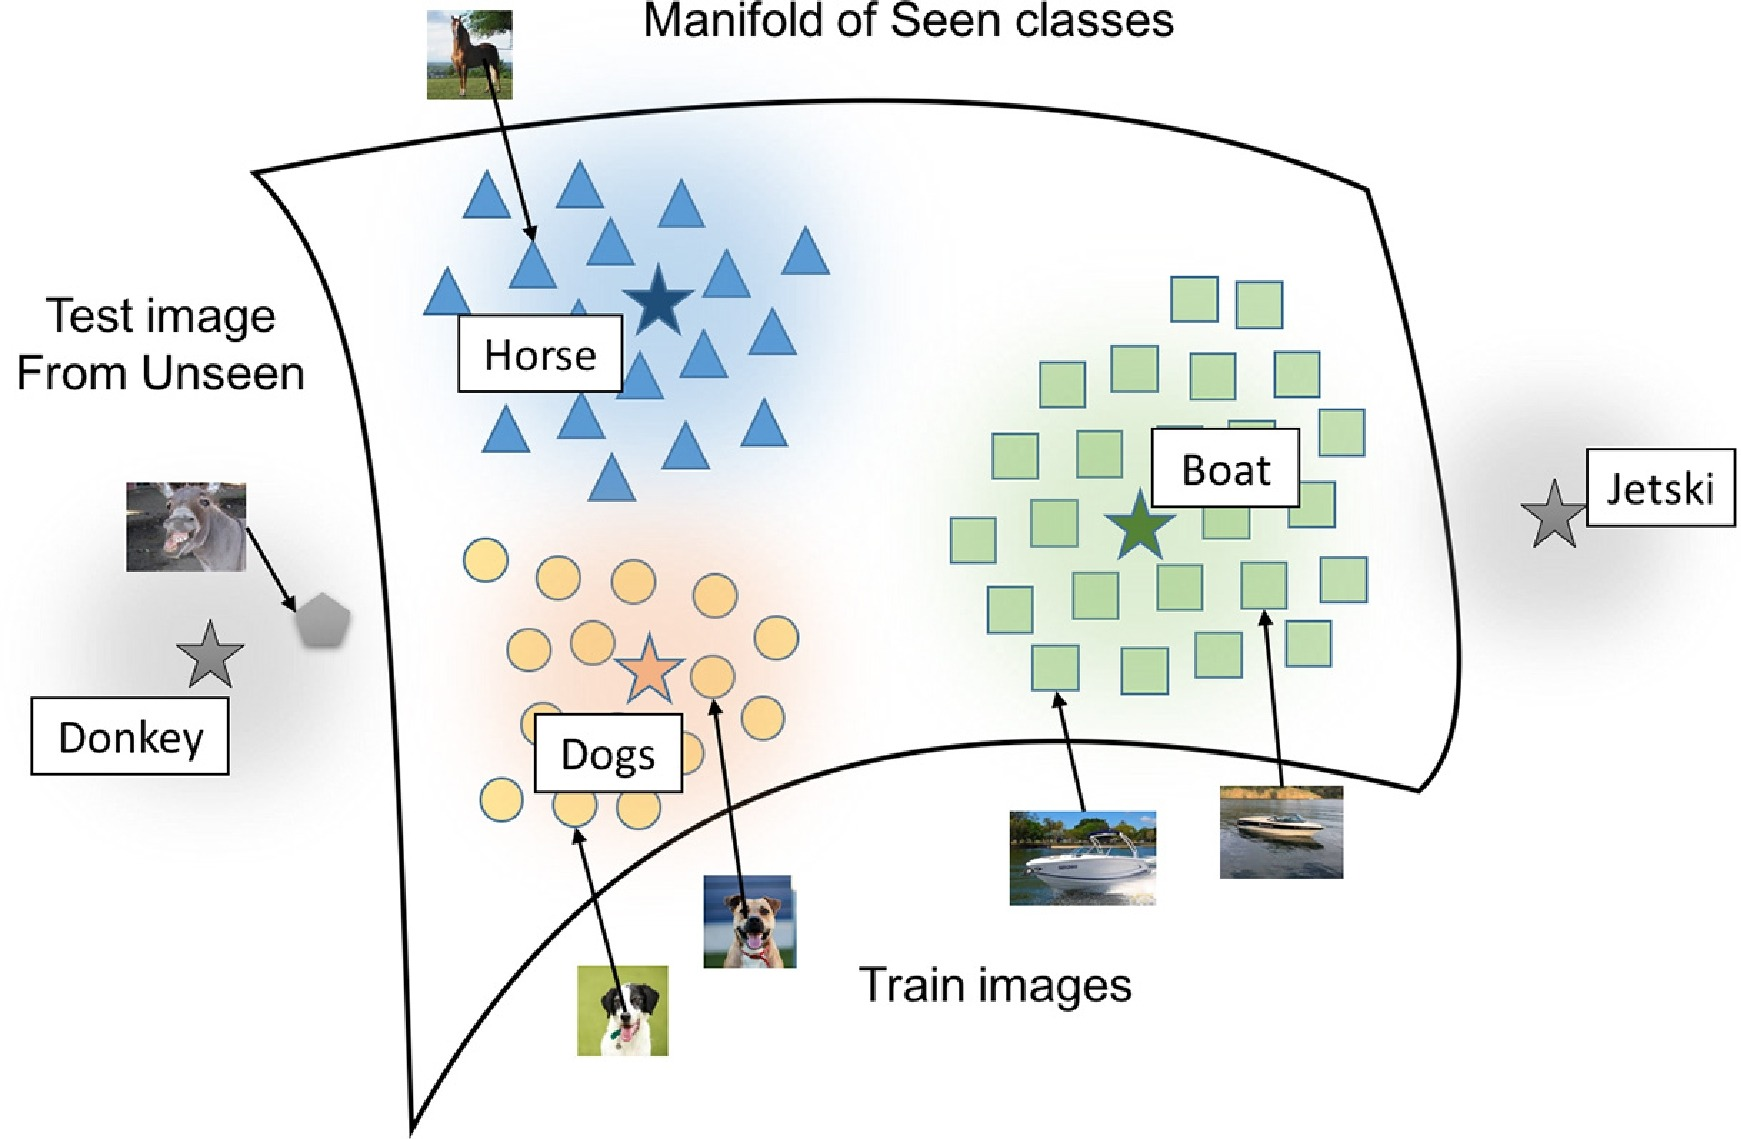 Manifold of Seen classes
Test image
From Unseen
Horse
Boat
Jetski
Donkey
Dogs
Train images